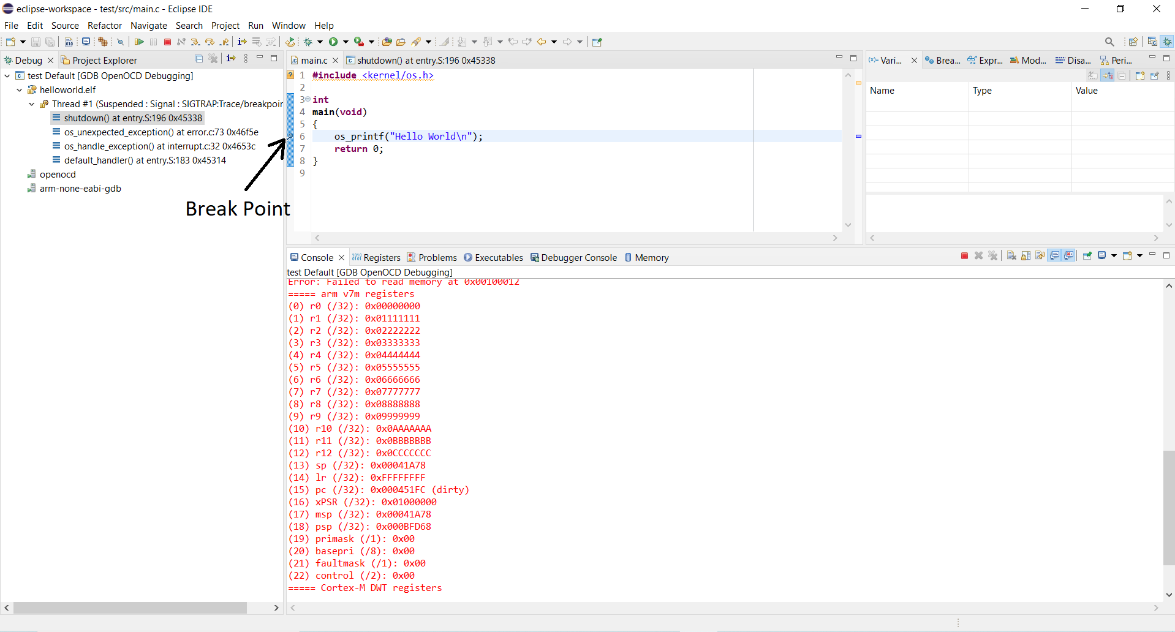 eclipse-workspace - test/src/main.c - Eclipse IDE
File Edit Source Refactor Navigate Search Project Run Window Help
Debug Project Explorer
test Default [GDB OpenOCD Debugging]
helloworld.elf
Thread #1 (Suspended : Signal : SIGTRAP:Trace/breakpoin
shutdown() at entry.S:196 0x45338
os_unexpected_exception() at error.c:73 0x46f5e
os_handle_exception() at interrupt.c:32 0x4653c
default_handler() at entry.S:183 0x45314
openocd
arm-none-eabi-gdb
Break Point
main.c shutdown() at entry.S:196 0x45338
1 #include <kernel/os.h>
2
3 int
4 main(void)
5 {
6 os_printf("Hello World\n");
7 return 0;
8 }
9
Vari... Brea... Expr... Mod... Disa... Peri...
Name Type Value
Console Registers Problems Executables Debugger Console Memory
test Default [GDB OpenOCD Debugging]
Error: Failed to read memory at 0x00100012
===== arm v7m registers
(0) r0 (/32): 0x00000000
(1) r1 (/32): 0x01111111
(2) r2 (/32): 0x02222222
(3) r3 (/32): 0x03333333
(4) r4 (/32): 0x04444444
(5) r5 (/32): 0x05555555
(6) r6 (/32): 0x06666666
(7) r7 (/32): 0x07777777
(8) r8 (/32): 0x08888888
(9) r9 (/32): 0x09999999
(10) r10 (/32): 0x0AAAAAAA
(11) r11 (/32): 0x0BBBBBBB
(12) r12 (/32): 0x0CCCCCCC
(13) sp (/32): 0x00041A78
(14) lr (/32): 0xFFFFFFFF
(15) pc (/32): 0x000451FC (dirty)
(16) xPSR (/32): 0x01000000
(17) msp (/32): 0x00041A78
(18) psp (/32): 0x000BFD68
(19) primask (/1): 0x00
(20) basepri (/8): 0x00
(21) faultmask (/1): 0x00
(22) control (/2): 0x00
===== Cortex-M DWT registers